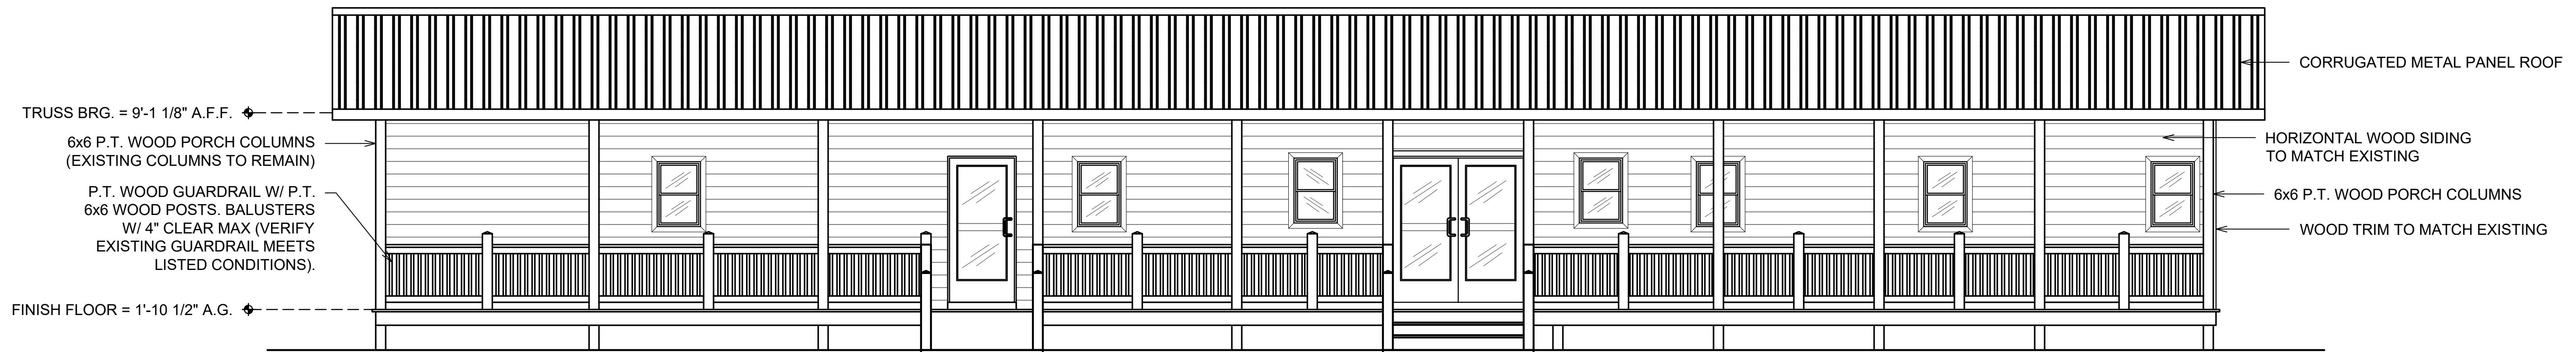 TRUSS BRG. = 9'-1 1/8" A.F.F.
6x6 P.T. WOOD PORCH COLUMNS
(EXISTING COLUMNS TO REMAIN)
P.T. WOOD GUARDRAIL W/ P.T.
6x6 WOOD POSTS. BALUSTERS
W/ 4" CLEAR MAX (VERIFY
EXISTING GUARDRAIL MEETS
LISTED CONDITIONS).
FINISH FLOOR = 1'-10 1/2" A.G.
CORRUGATED METAL PANEL ROOF
HORIZONTAL WOOD SIDING
TO MATCH EXISTING
6x6 P.T. WOOD PORCH COLUMNS
WOOD TRIM TO MATCH EXISTING